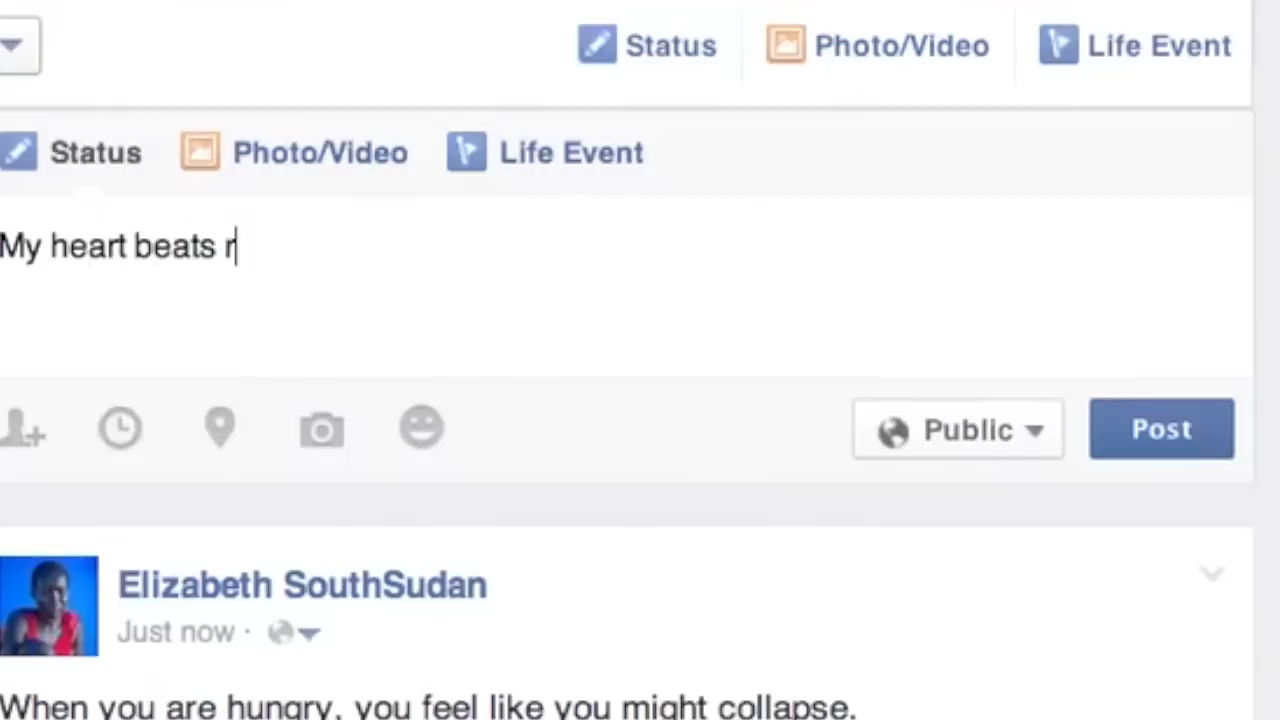 Status Photo/Video Life Event
Status Photo/Video Life Event
My heart beats r
Public Post
Elizabeth SouthSudan
Just now ·
When you are hungry, you feel like you might collapse.